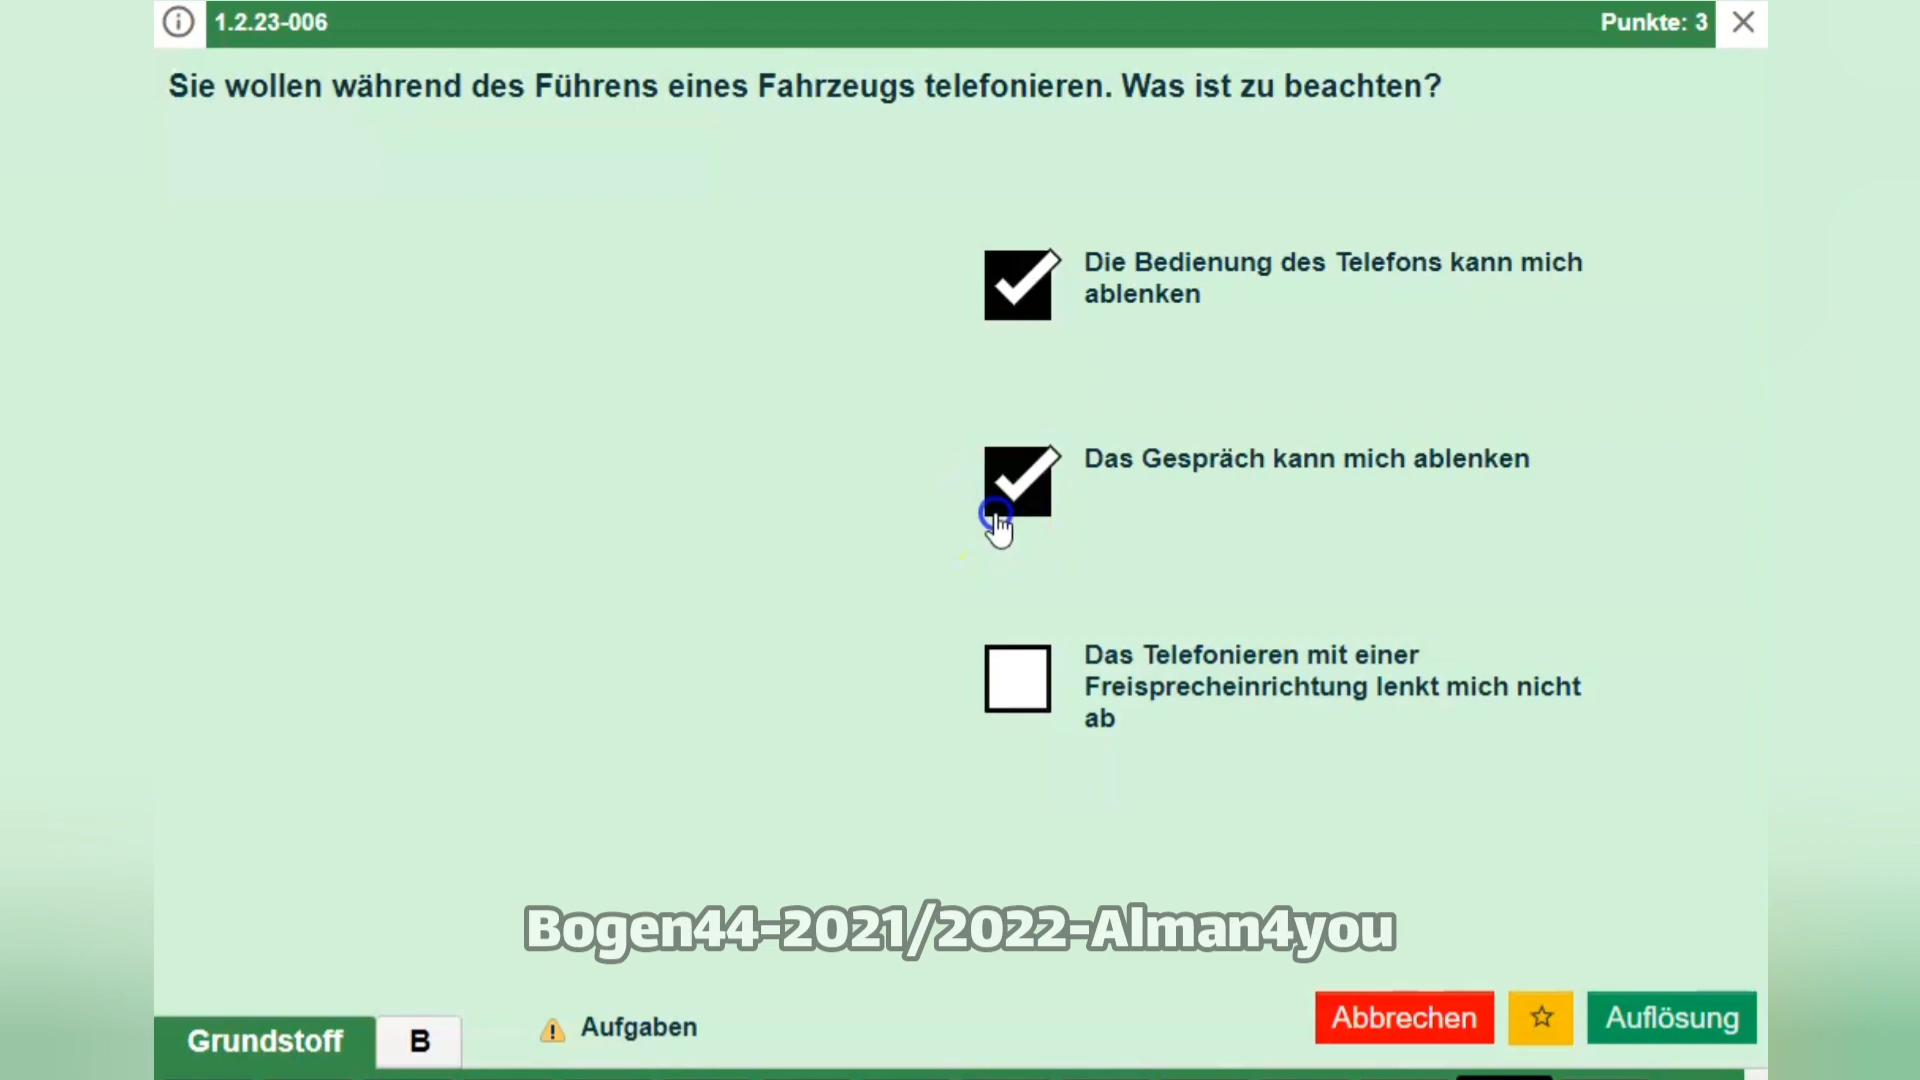 1.2.23-006
Punkte: 3
Sie wollen während des Führens eines Fahrzeugs telefonieren. Was ist zu beachten?
Die Bedienung des Telefons kann mich
ablenken
Das Gespräch kann mich ablenken
Das Telefonieren mit einer
Freisprecheinrichtung lenkt mich nicht
ab
Bogen44-2021/2022-Alman4you
Grundstoff
B
Aufgaben
Abbrechen
Auflösung